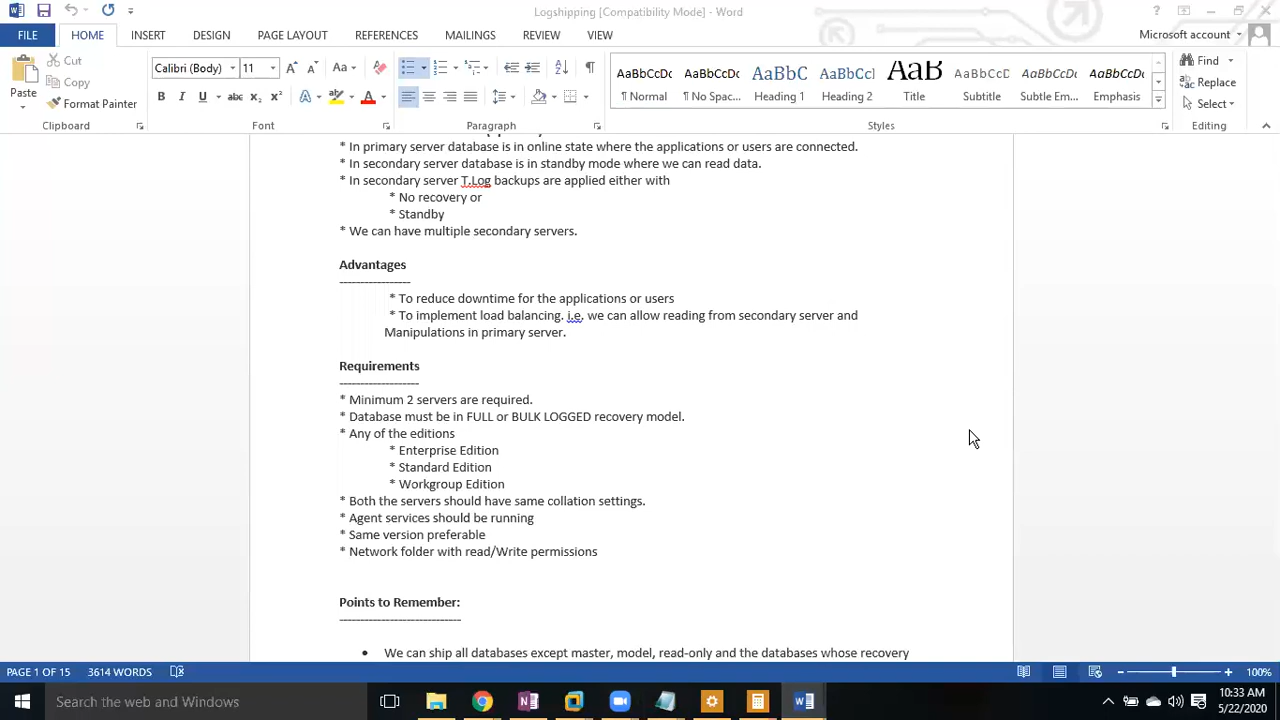 Logshipping [Compatibility Mode] - Word
FILE HOME INSERT DESIGN PAGE LAYOUT REFERENCES MAILINGS REVIEW VIEW Microsoft account
Cut
Copy
Format Painter
Paste
Clipboard
Calibri (Body) 11
Font
Paragraph
AaBbCcDc AaBbCcDc AaBbC AaBbCcI AaB AaBbCcD AaBbCcDt AaBbCcDt
¶ Normal ¶ No Spac... Heading 1 Heading 2 Title Subtitle Subtle Em... Emphasis
Styles
Find
Replace
Select
Editing
* In primary server database is in online state where the applications or users are connected.
* In secondary server database is in standby mode where we can read data.
* In secondary server T.Log backups are applied either with
* No recovery or
* Standby
* We can have multiple secondary servers.
Advantages
-----------------
* To reduce downtime for the applications or users
* To implement load balancing. i.e. we can allow reading from secondary server and
Manipulations in primary server.
Requirements
-------------------
* Minimum 2 servers are required.
* Database must be in FULL or BULK LOGGED recovery model.
* Any of the editions
* Enterprise Edition
* Standard Edition
* Workgroup Edition
* Both the servers should have same collation settings.
* Agent services should be running
* Same version preferable
* Network folder with read/Write permissions
Points to Remember:
-----------------------------
• We can ship all databases except master, model, read-only and the databases whose recovery
PAGE 1 OF 15 3614 WORDS 100%
Search the web and Windows
10:33 AM
5/22/2020